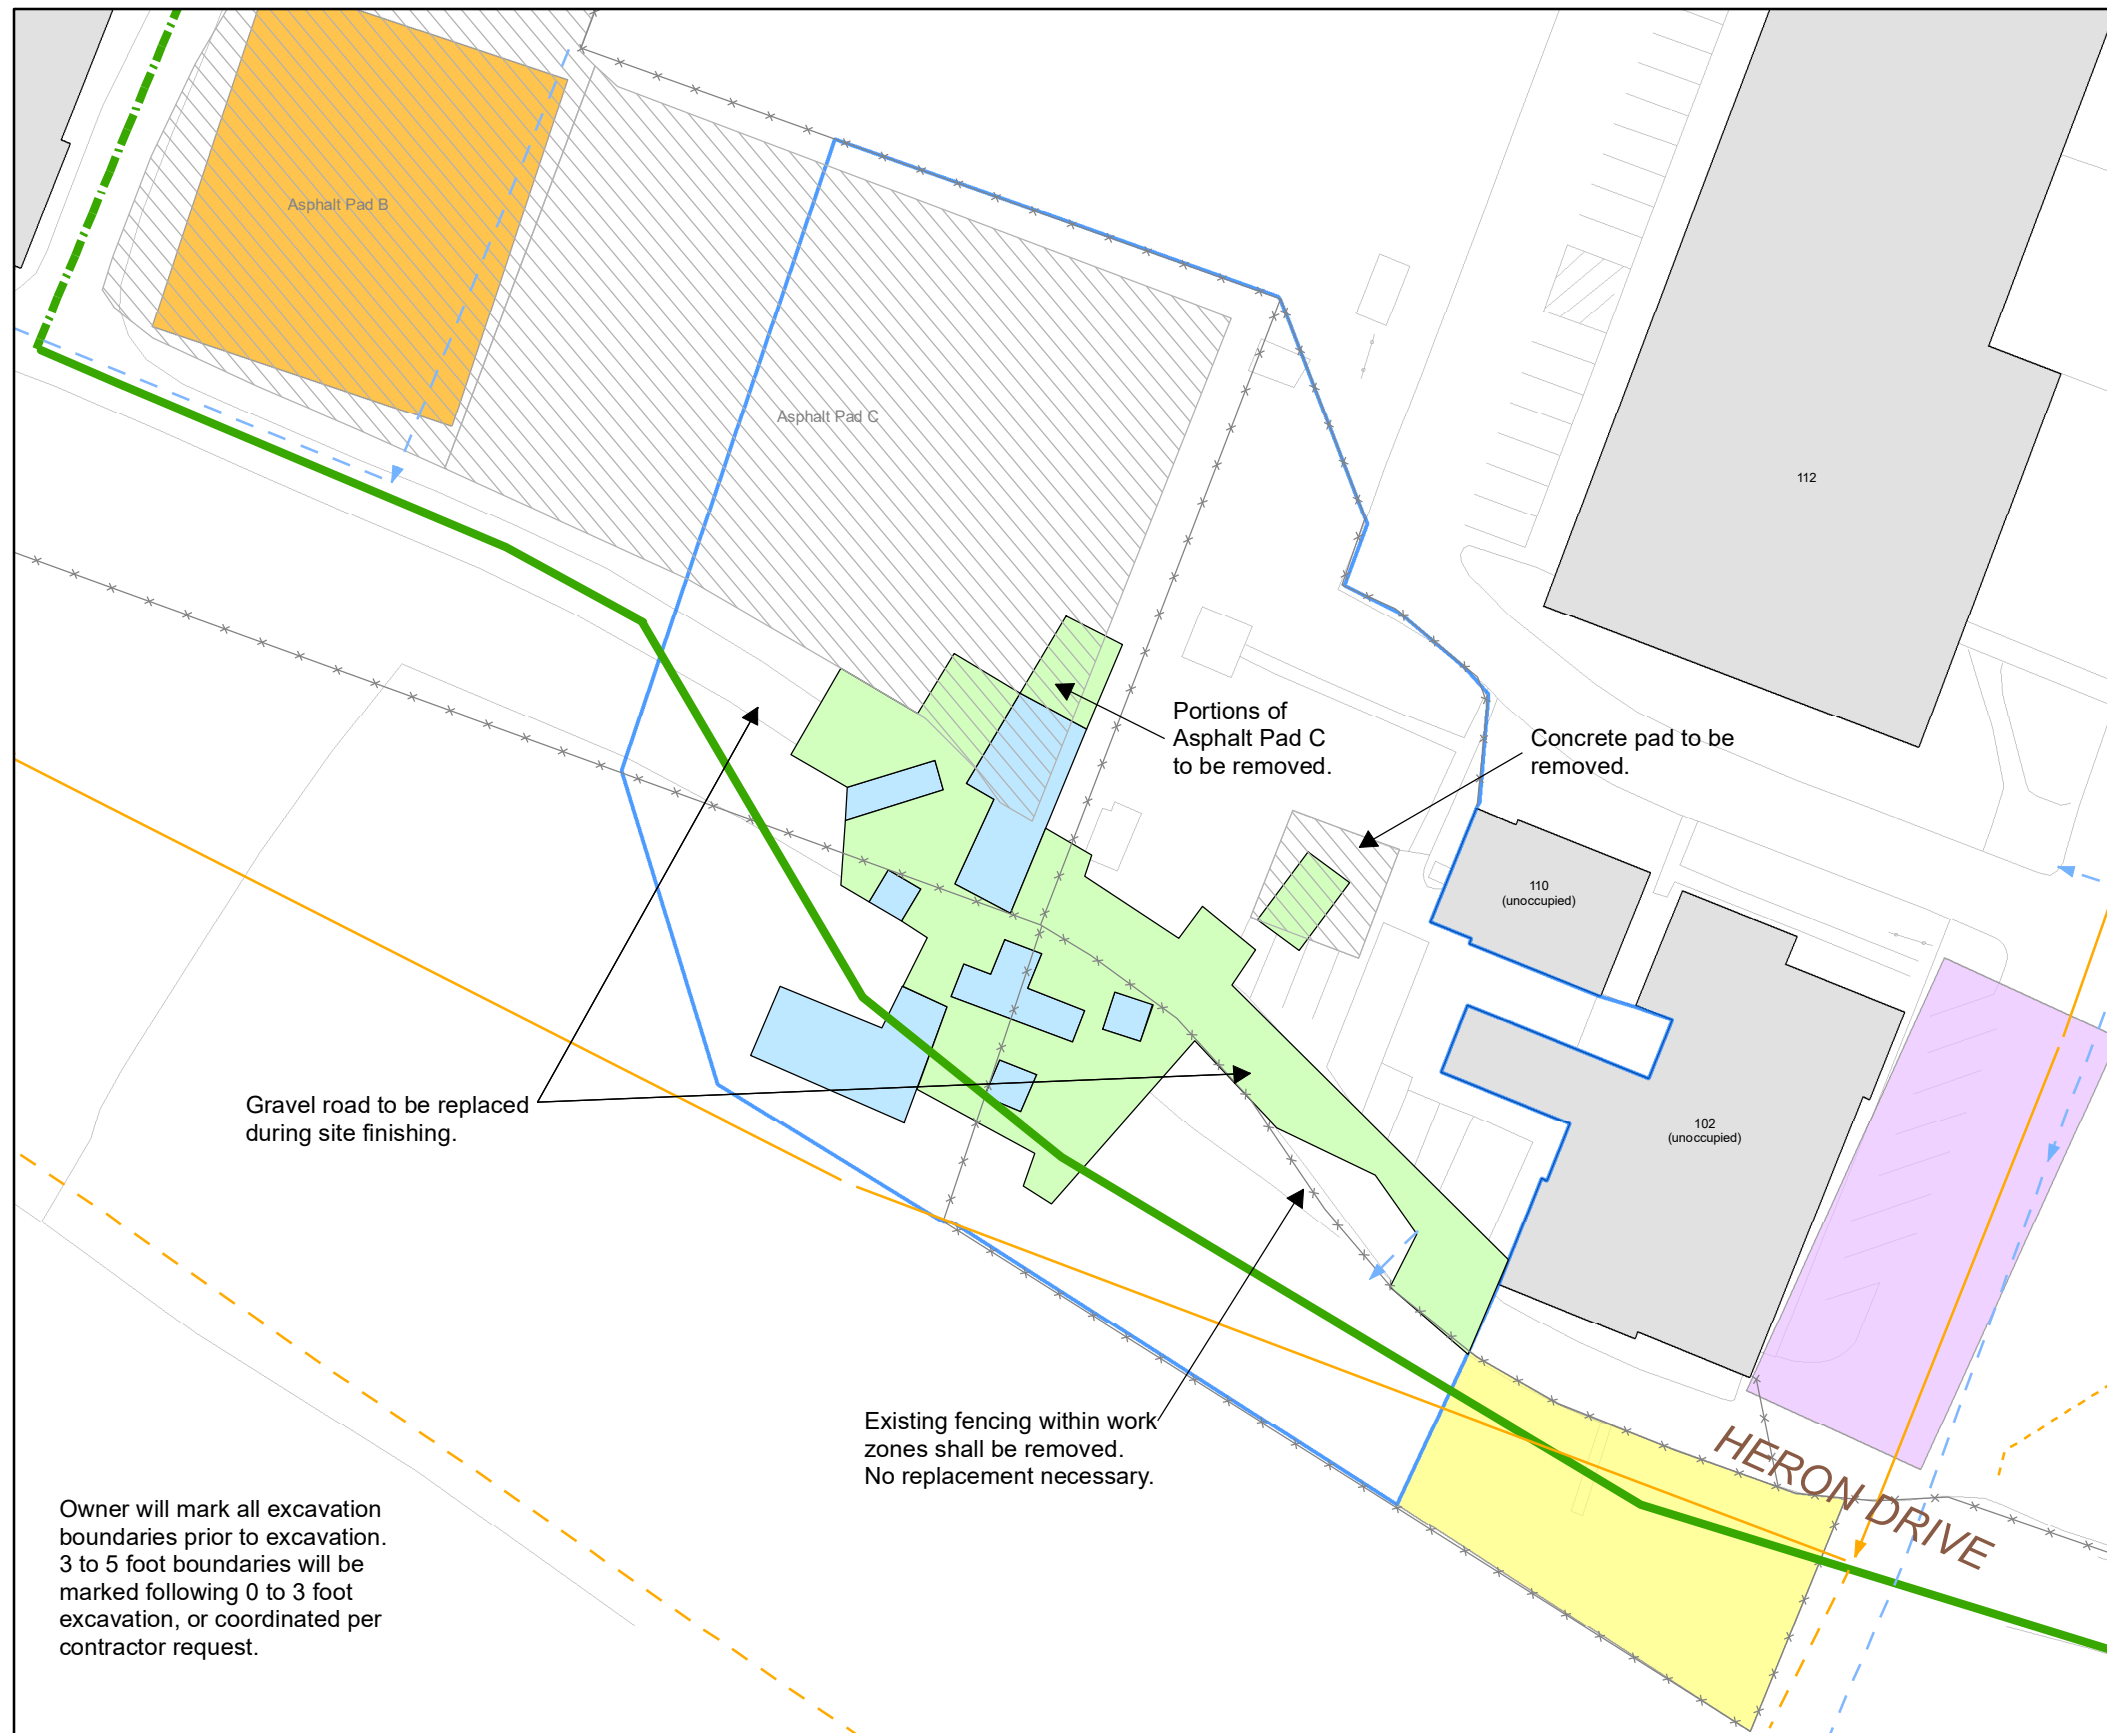 Asphalt Pad B
Asphalt Pad C
112
Portions of
Asphalt Pad C
to be removed.
Concrete pad to be
removed.
110
(unoccupied)
102
(unoccupied)
Gravel road to be replaced
during site finishing.
Existing fencing within work
zones shall be removed.
No replacement necessary.
HERON DRIVE
Owner will mark all excavation
boundaries prior to excavation.
3 to 5 foot boundaries will be
marked following 0 to 3 foot
excavation, or coordinated per
contractor request.